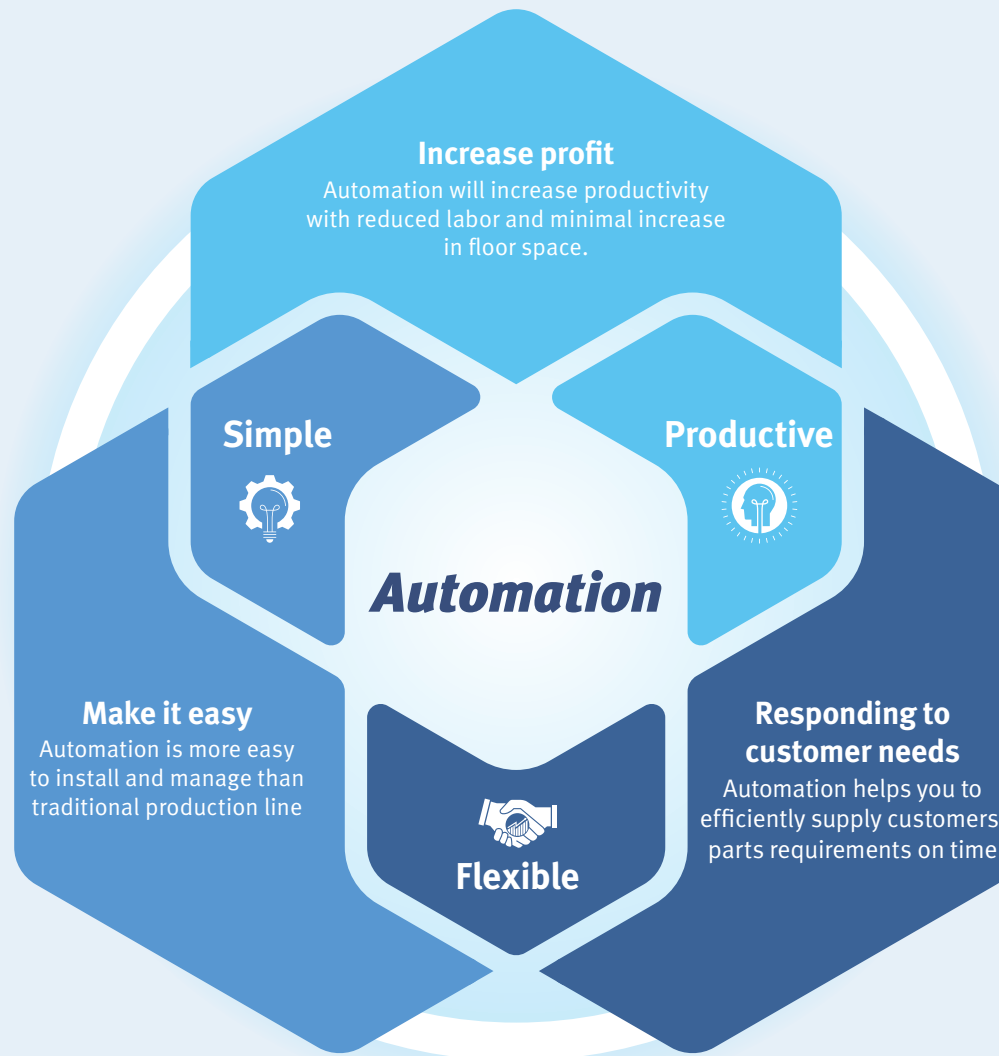 Increase profit
Automation will increase productivity
with reduced labor and minimal increase
in floor space.
Simple
Productive
Automation
Make it easy
Automation is more easy
to install and manage than
traditional production line
Responding to
customer needs
Automation helps you to
efficiently supply customers
parts requirements on time
Flexible